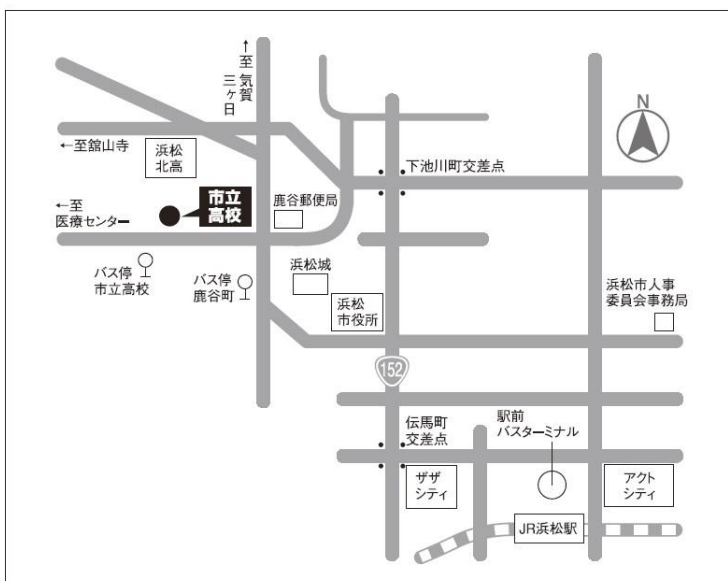 ↑至 気賀
三ヶ日
N
←至舘山寺
浜松
北高
下池川町交差点
市立
高校
鹿谷郵便局
←至
医療センター
バス停
市立高校
バス停
鹿谷町
浜松城
浜松
市役所
浜松市人事
委員会事務局
152
伝馬町
交差点
駅前
バスターミナル
ザザ
シティ
アクト
シティ
JR浜松駅